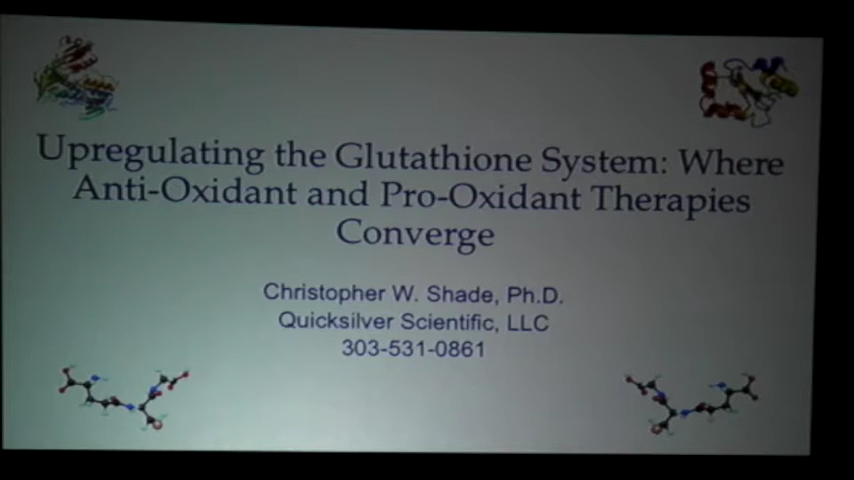 Upregulating the Glutathione System: Where
Anti-Oxidant and Pro-Oxidant Therapies
Converge
Christopher W. Shade, Ph.D.
Quicksilver Scientific, LLC
303-531-0861